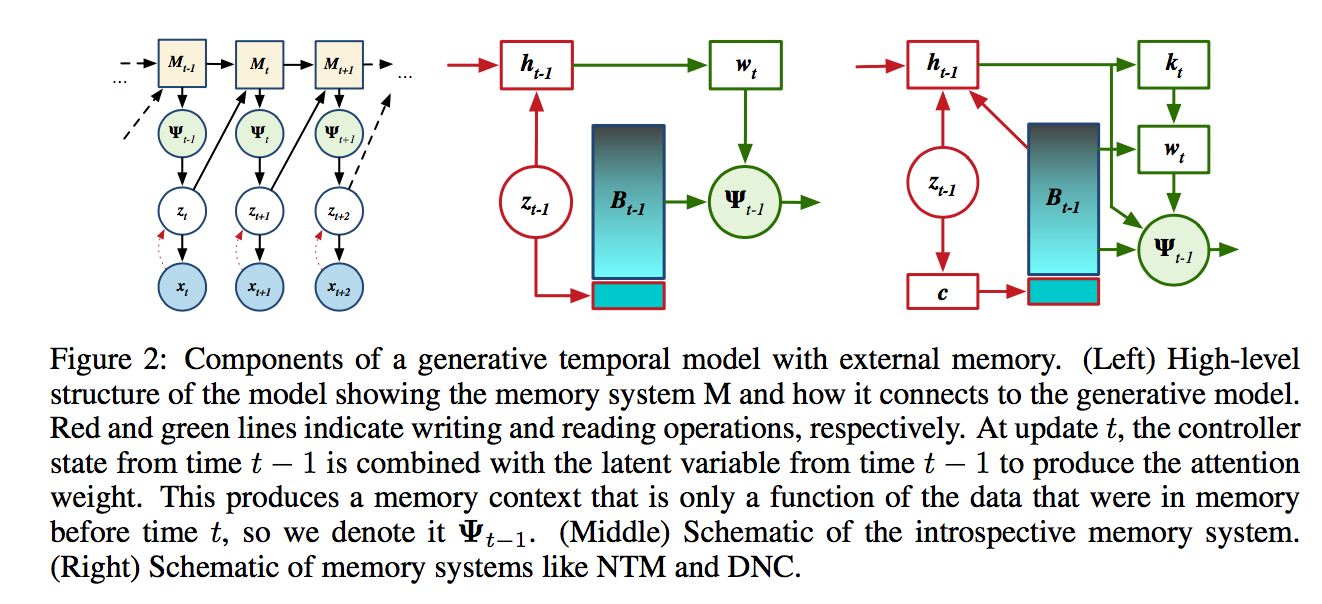 M_{t-1} M_t M_{t+1}
... ...
Ψ_{t-1} Ψ_t Ψ_{t+1}
z_t z_{t+1} z_{t+2}
x_t x_{t+1} x_{t+2}
h_{t-1} w_t
z_{t-1} B_{t-1} Ψ_{t-1}
h_{t-1} k_t
w_t
z_{t-1} B_{t-1}
Ψ_{t-1}
c
Figure 2: Components of a generative temporal model with external memory. (Left) High-level
structure of the model showing the memory system M and how it connects to the generative model.
Red and green lines indicate writing and reading operations, respectively. At update t, the controller
state from time t − 1 is combined with the latent variable from time t − 1 to produce the attention
weight. This produces a memory context that is only a function of the data that were in memory
before time t, so we denote it Ψ_{t−1}. (Middle) Schematic of the introspective memory system.
(Right) Schematic of memory systems like NTM and DNC.